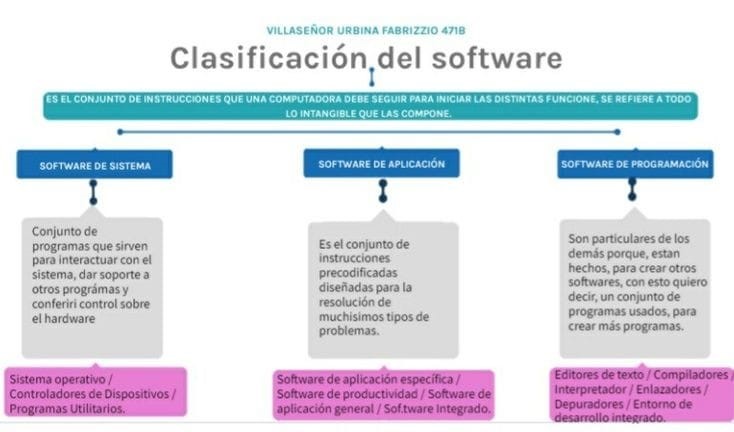 VILLASEÑOR URBINA FABRIZZIO 471B
Clasificación del software
ES EL CONJUNTO DE INSTRUCCIONES QUE UNA COMPUTADORA DEBE SEGUIR PARA INICIAR LAS DISTINTAS FUNCIONE, SE REFIERE A TODO
LO INTANGIBLE QUE LAS COMPONE.
SOFTWARE DE SISTEMA
Conjunto de
programas que sirven
para interactuar con el
sistema, dar soporte a
otros prográmas y
conferiri control sobre
el hardware
Sistema operativo /
Controladores de Dispositivos /
Programas Utilitarios.
SOFTWARE DE APLICACIÓN
Es el conjunto de
instrucciones
precodificadas
diseñadas para la
resolución de
muchisimos tipos de
problemas.
Software de aplicación específica /
Software de productividad / Software de
aplicación general / Sof.tware Integrado.
SOFTWARE DE PROGRAMACIÓN
Son particulares de los
demás porque, estan
hechos, para crear otros
softwares, con esto quiero
decir, un conjunto de
programas usados, para
crear más programas.
Editores de texto / Compiladores /
Interpretador / Enlazadores /
Depuradores / Entorno de
desarrollo integrado.